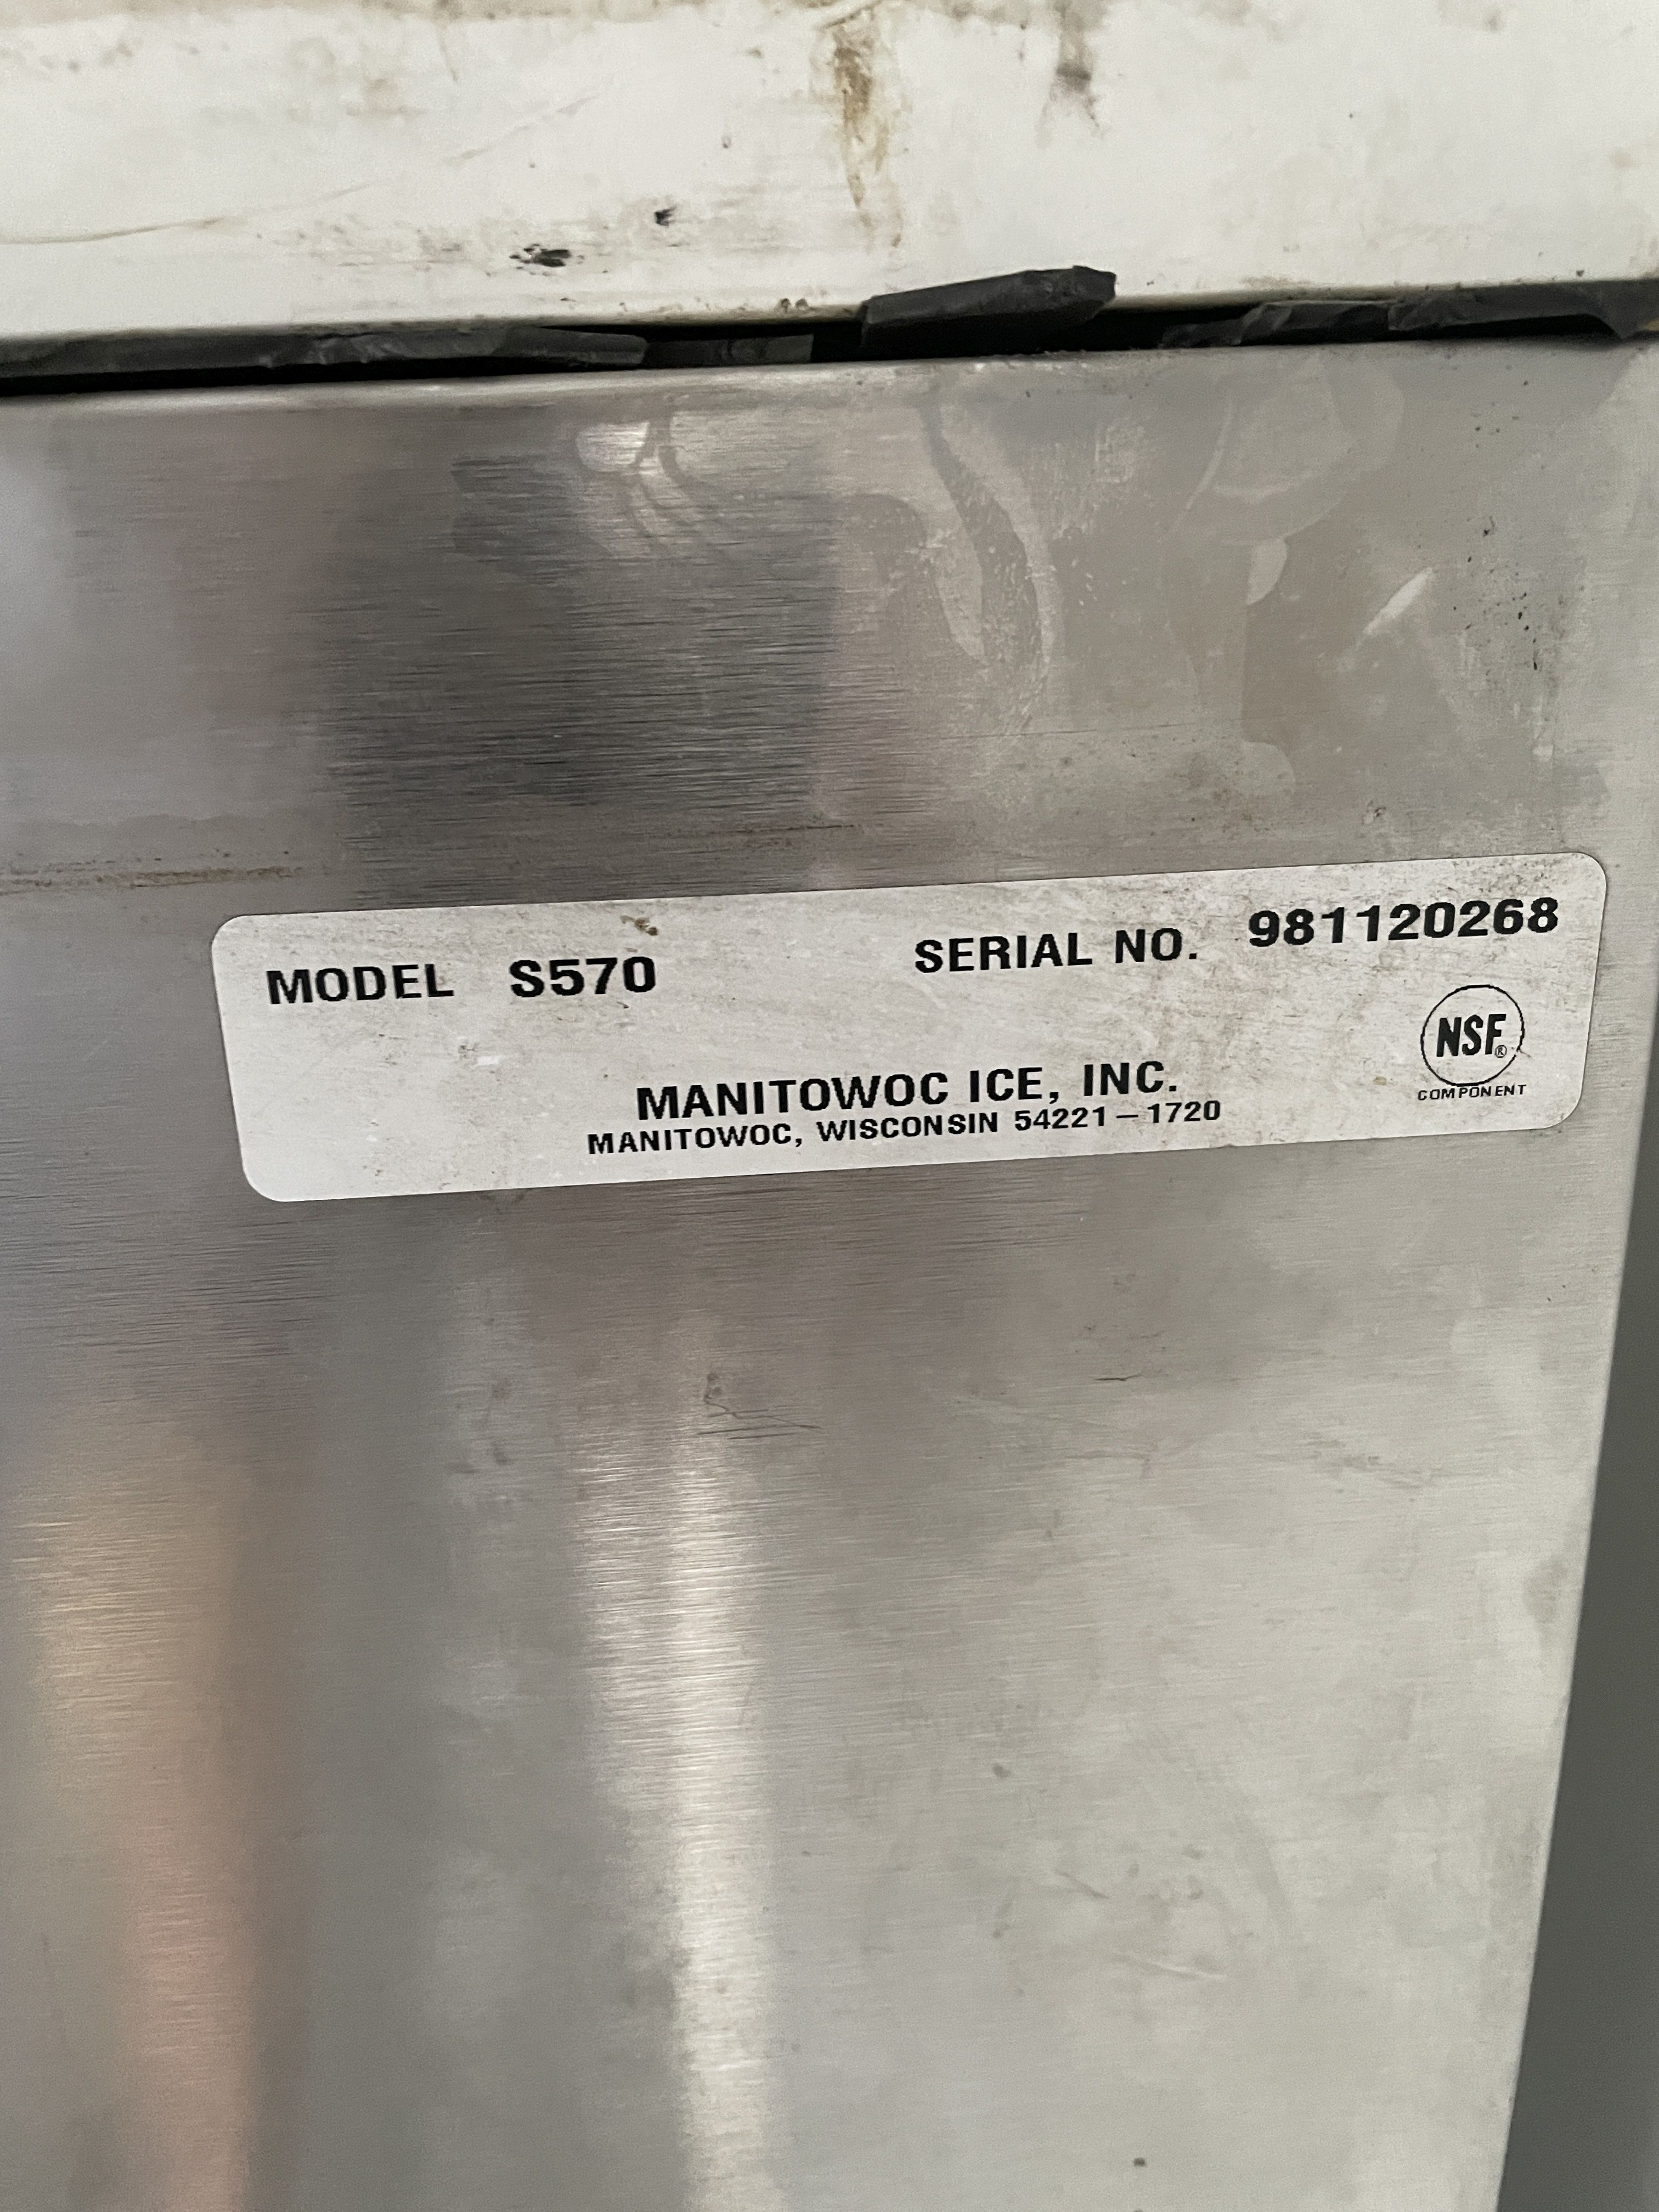 MODEL S570 SERIAL NO. 981120268
NSF®
COMPONENT
MANITOWOC ICE, INC.
MANITOWOC, WISCONSIN 54221-1720